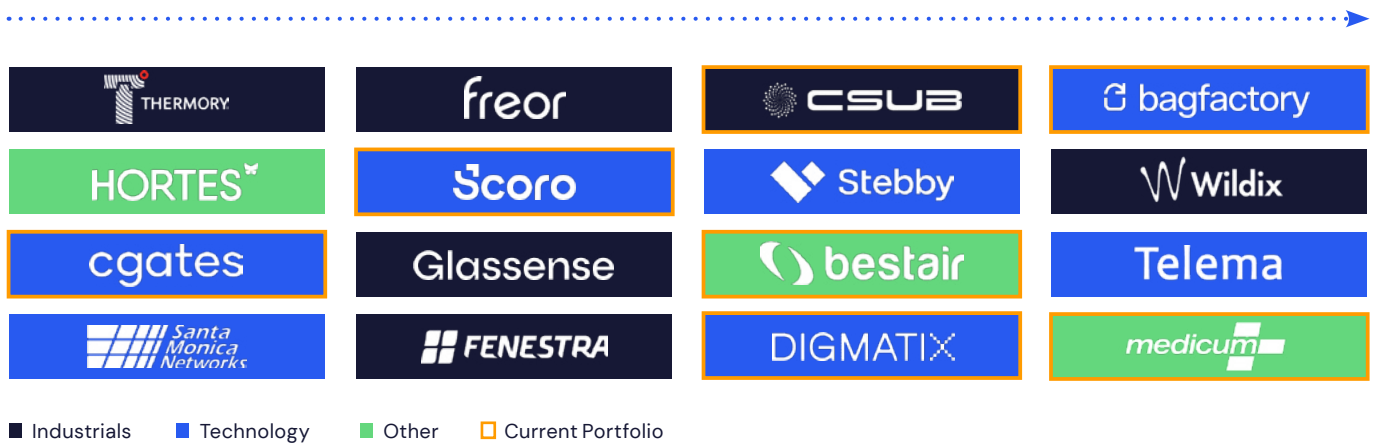 THERMORY
freor
CSUB
bagfactory
HORTES
Scoro
Stebby
Wildix
cgates
Glassense
bestair
Telema
Santa
Monica
Networks
FENESTRA
DIGMATIX
medicum
Industrials Technology Other Current Portfolio